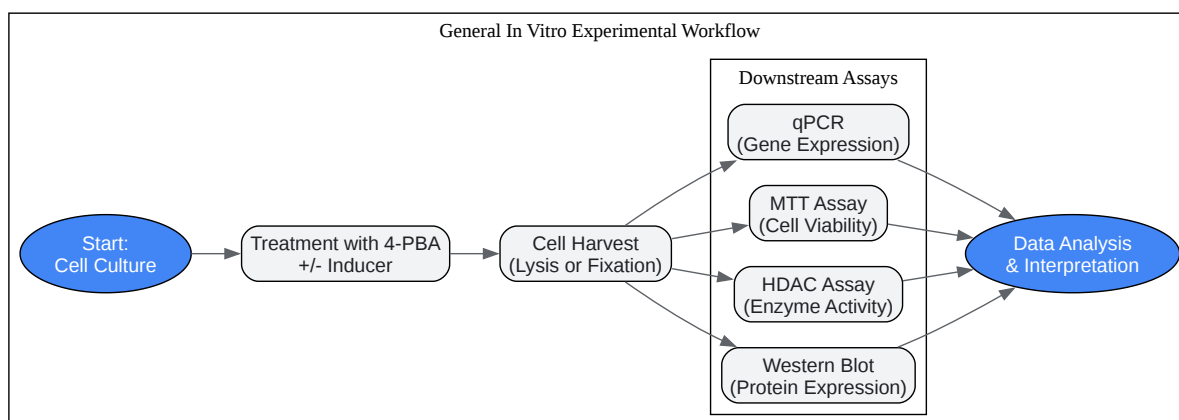 General In Vitro Experimental Workflow
Start:
Cell Culture
Treatment with 4-PBA
+/- Inducer
Cell Harvest
(Lysis or Fixation)
Downstream Assays
qPCR
(Gene Expression)
MTT Assay
(Cell Viability)
HDAC Assay
(Enzyme Activity)
Western Blot
(Protein Expression)
Data Analysis
& Interpretation